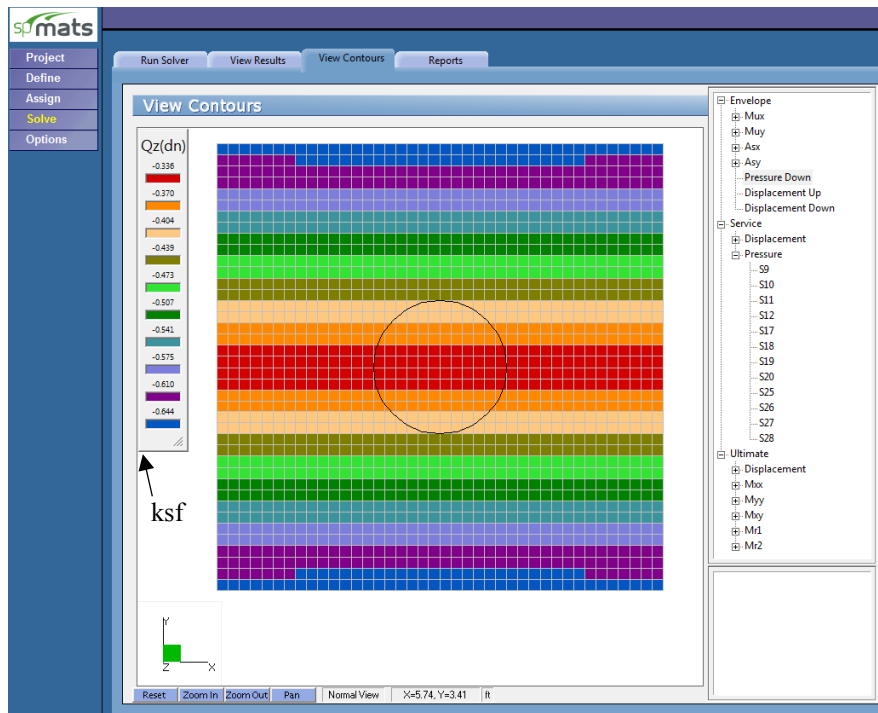 spmats
Project
Define
Assign
Solve
Options
Run Solver
View Results
View Contours
Reports
View Contours
Qz(dn)
-0.336
-0.370
-0.404
-0.439
-0.473
-0.507
-0.541
-0.575
-0.610
-0.644
ksf
Y
Z
X
Reset
Zoom In
Zoom Out
Pan
Normal View
X=5.74, Y=3.41
ft
Envelope
Mux
Muy
Asx
Asy
Pressure Down
Displacement Up
Displacement Down
Service
Displacement
Pressure
S9
S10
S11
S12
S17
S18
S19
S20
S25
S26
S27
S28
Ultimate
Displacement
Mxx
Myy
Mxy
Mr1
Mr2